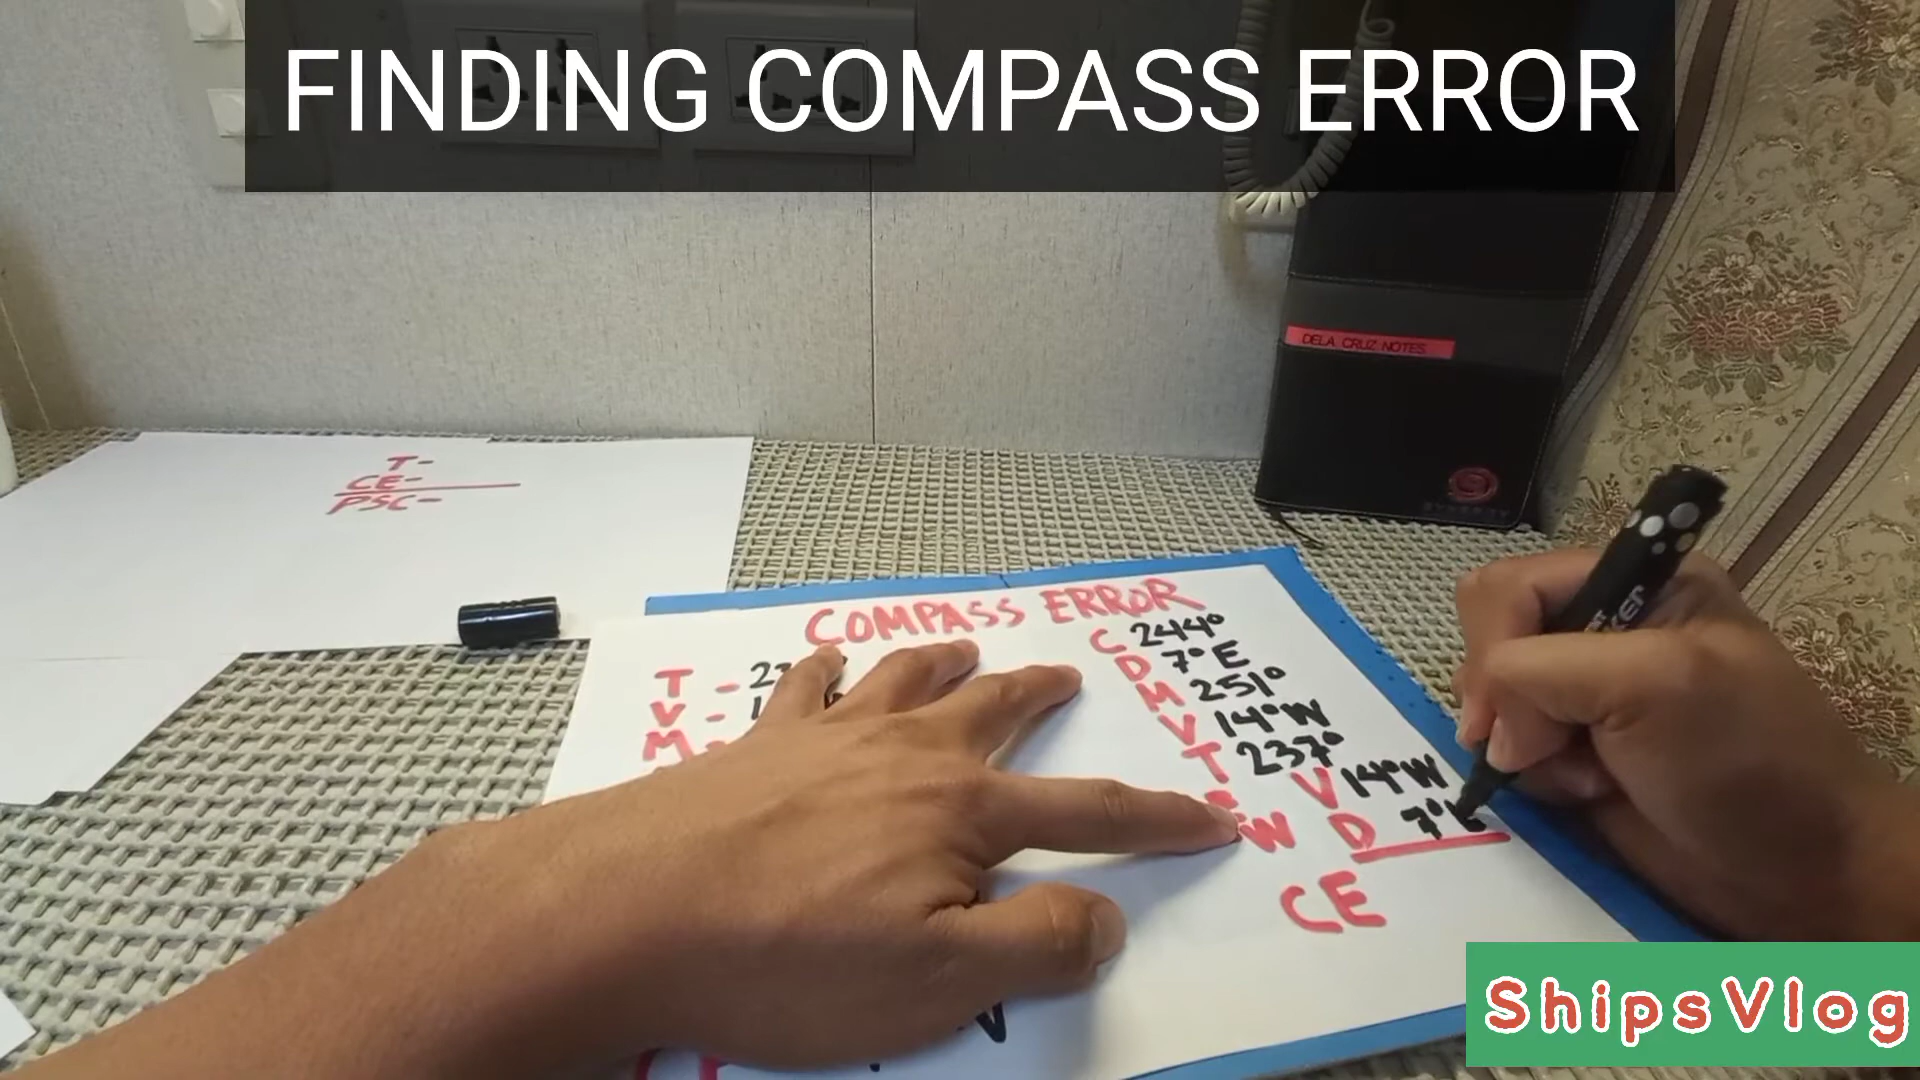 FINDING COMPASS ERROR
DELA CRUZ NOTES
T-
CE-
PSC-
COMPASS ERROR
T -
V -
M -
C 244°
D 7°E
M 251°
V 14°W
T 237°
W
V 14°W
D 7°
CE
ShipsVlog